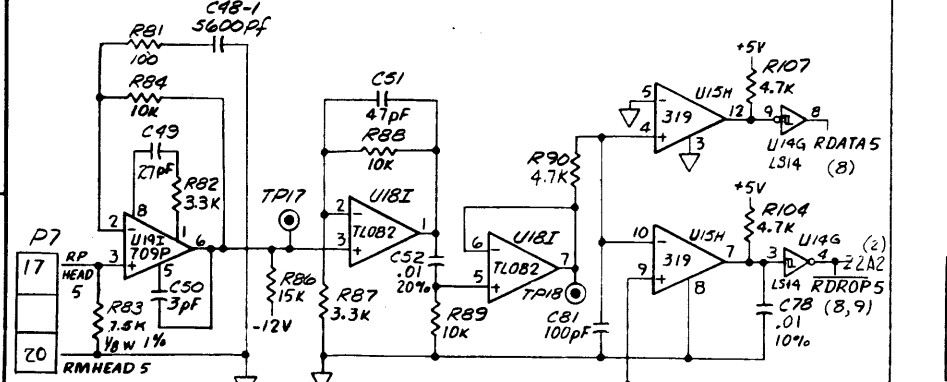 C48-1
5600Pf
R81
100
R84
10K
C49
27pF
R82
3.3K
8
1
2
U19I
709P
6
3
5
C50
3pF
P7
17
RP
HEAD
5
R83
7.5K
1/8 W 1%
20
RMHEAD 5
TP17
R86
15K
-12V
C51
47pF
R88
10K
U18I
2
TL082
1
3
R87
3.3K
C52
.01
20%
R89
10K
U18I
6
TL082
7
5
TP18
R90
4.7K
C81
100pF
+5V
R107
4.7K
5
U15H
319
12
4
3
9
8
U14G
LS14
RDATA5
(8)
+5V
R104
4.7K
10
U15H
319
7
9
8
3
U14G
4
LS14
(2)
22A2
RDROP5
(8,9)
C78
.01
10%